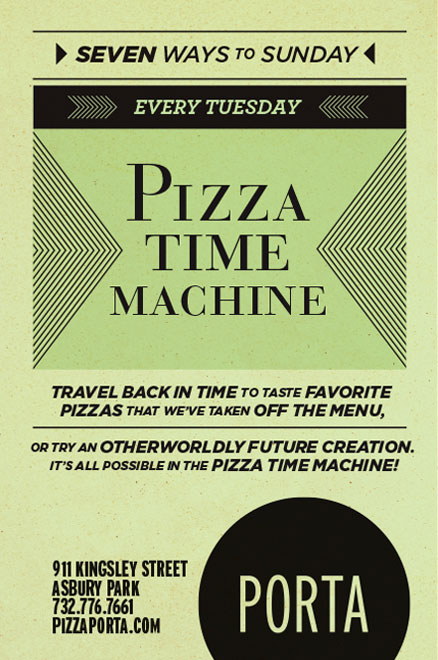 SEVEN WAYS TO SUNDAY
EVERY TUESDAY
PIZZA
TIME
MACHINE
TRAVEL BACK IN TIME TO TASTE FAVORITE
PIZZAS THAT WE'VE TAKEN OFF THE MENU,
OR TRY AN OTHERWORLDLY FUTURE CREATION.
IT'S ALL POSSIBLE IN THE PIZZA TIME MACHINE!
911 KINGSLEY STREET
ASBURY PARK
732.776.7661
PIZZAPORTA.COM
PORTA